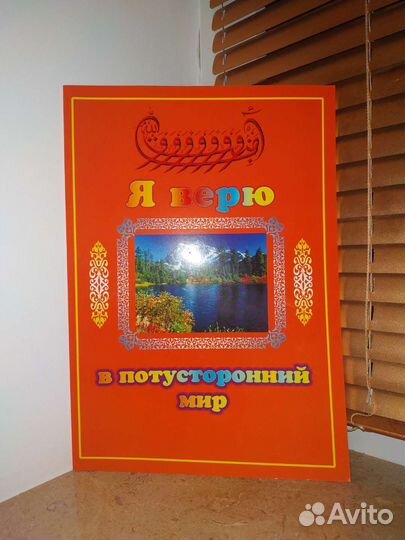 Я верю
в потусторонний
мир
Avito